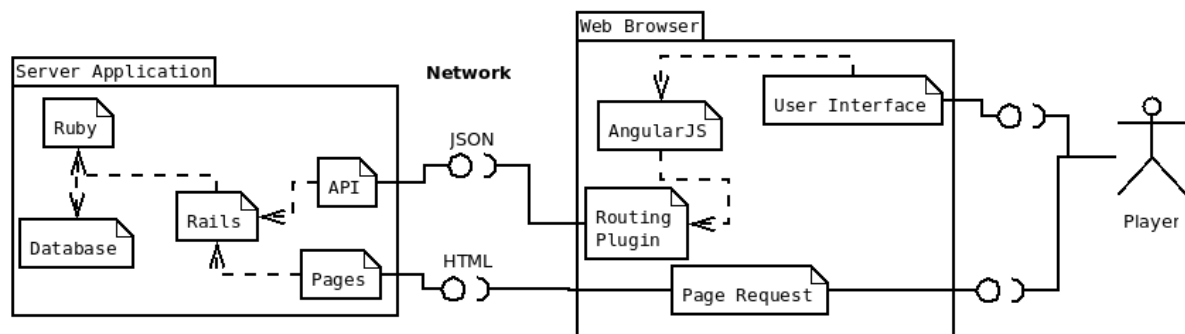 Web Browser
Server Application
Network
Ruby
AngularJS
User Interface
JSON
API
Rails
Routing
Plugin
Database
Player
HTML
Pages
Page Request